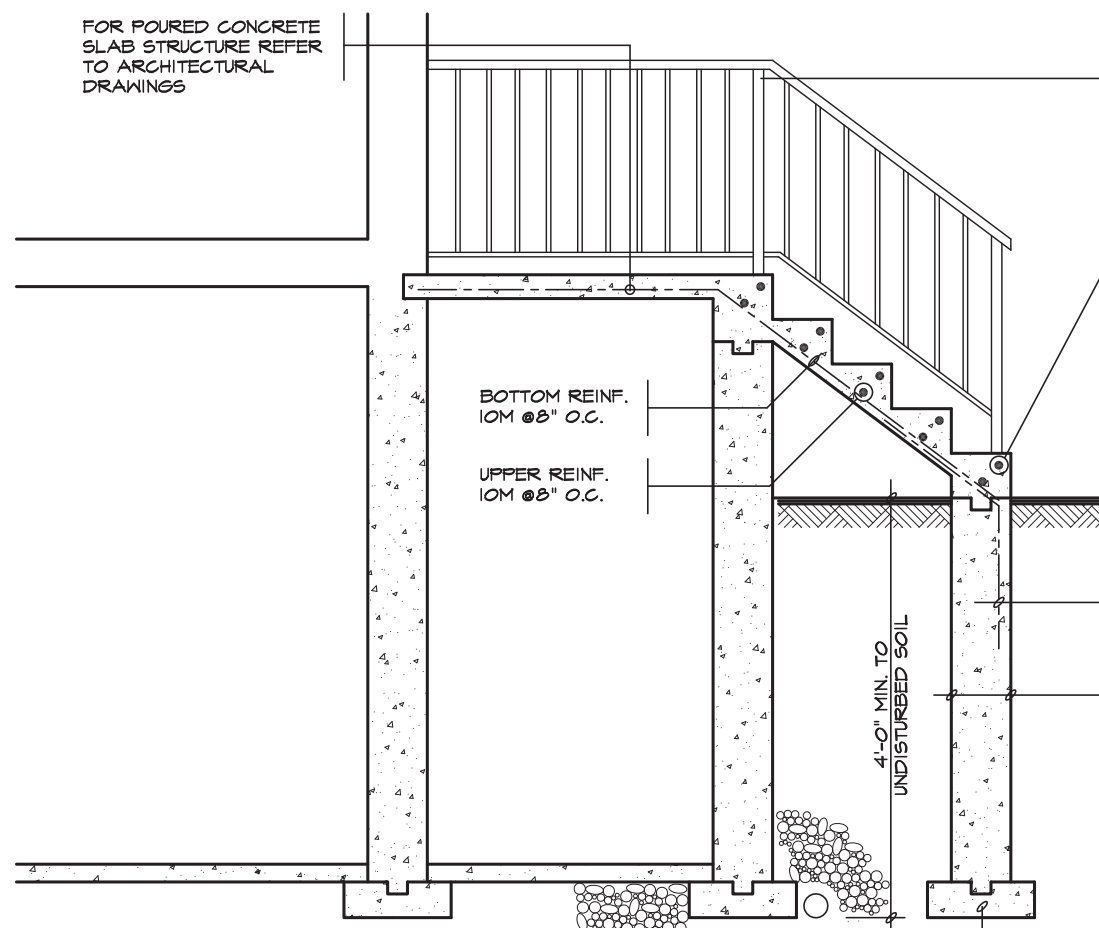 FOR POURED CONCRETE
SLAB STRUCTURE REFER
TO ARCHITECTURAL
DRAWINGS
BOTTOM REINF.
10M @8" O.C.
UPPER REINF.
10M @8" O.C.
4'-0" MIN. TO
UNDISTURBED SOIL